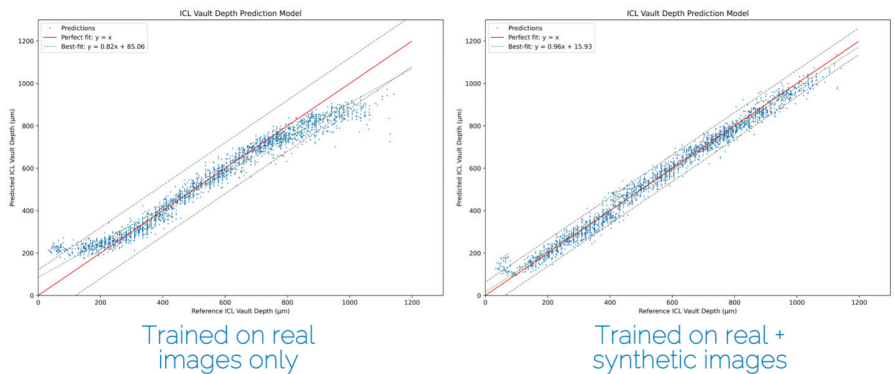 ICL Vault Depth Prediction Model
Predictions
Perfect fit: y = x
Best-fit: y = 0.82x + 85.06
Predicted ICL Vault Depth (μm)
1200
1000
800
600
400
200
0
0 200 400 600 800 1000 1200
Reference ICL Vault Depth (μm)
Trained on real
images only
ICL Vault Depth Prediction Model
Predictions
Perfect fit: y = x
Best-fit: y = 0.96x + 15.93
Predicted ICL Vault Depth (μm)
1200
1000
800
600
400
200
0
0 200 400 600 800 1000 1200
Reference ICL Vault Depth (μm)
Trained on real +
synthetic images